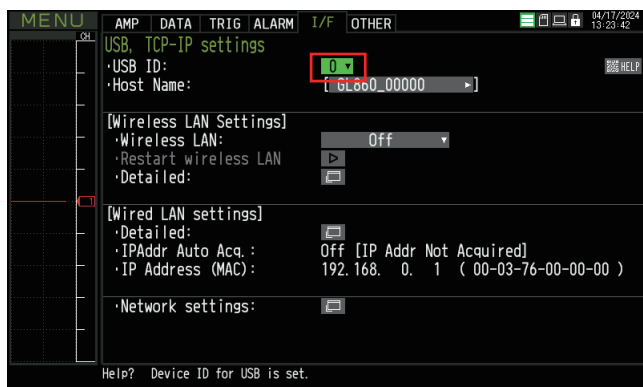 MENU AMP DATA TRIG ALARM I/F OTHER 04/17/2024
13:23:42
CH
USB, TCP-IP settings
·USB ID: 0 ▼ HELP
·Host Name: [ GL860_00000 ▸]
[Wireless LAN Settings]
·Wireless LAN: Off ▼
·Restart wireless LAN
·Detailed:
1
[Wired LAN settings]
·Detailed:
·IPAddr Auto Acq.: Off [IP Addr Not Acquired]
·IP Address (MAC): 192.168. 0. 1 ( 00-03-76-00-00-00 )
·Network settings:
Help? Device ID for USB is set.